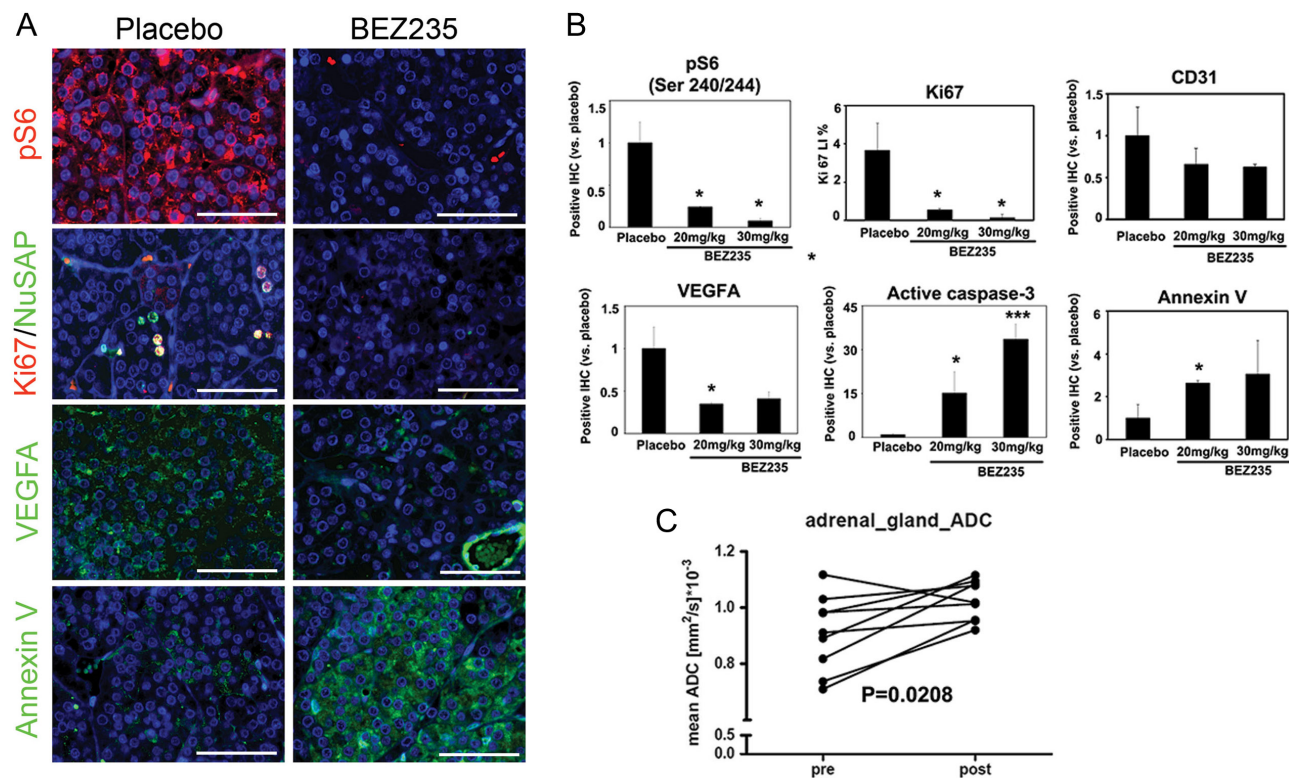 A
Placebo
BEZ235
pS6
Ki67/NuSAP
VEGFA
Annexin V
B
pS6
(Ser 240/244)
Positive IHC (vs. placebo)
1.5
1
0.5
0
*
*
Placebo
20mg/kg
30mg/kg
BEZ235
Ki67
Ki 67 LI %
6
4
2
0
*
*
Placebo
20mg/kg
30mg/kg
BEZ235
*
CD31
Positive IHC (vs. placebo)
1.5
1
0.5
0
Placebo
20mg/kg
30mg/kg
BEZ235
VEGFA
Positive IHC (vs. placebo)
1.5
1
0.5
0
*
Placebo
20mg/kg
30mg/kg
BEZ235
Active caspase-3
Positive IHC (vs. placebo)
45
30
15
0
*
***
Placebo
20mg/kg
30mg/kg
BEZ235
Annexin V
Positive IHC (vs. placebo)
6
4
2
0
*
Placebo
20mg/kg
30mg/kg
BEZ235
C
adrenal_gland_ADC
mean ADC [mm²/s]*10⁻³
1.2
1.0
0.8
0.5
0.0
P=0.0208
pre
post